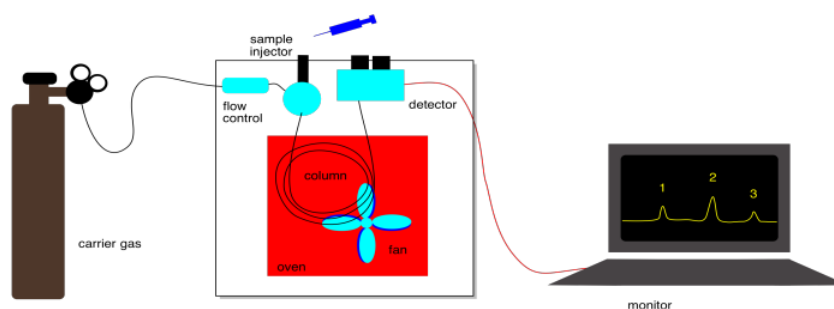 sample
injector
flow
control
detector
column
fan
oven
carrier gas
1
2
3
monitor